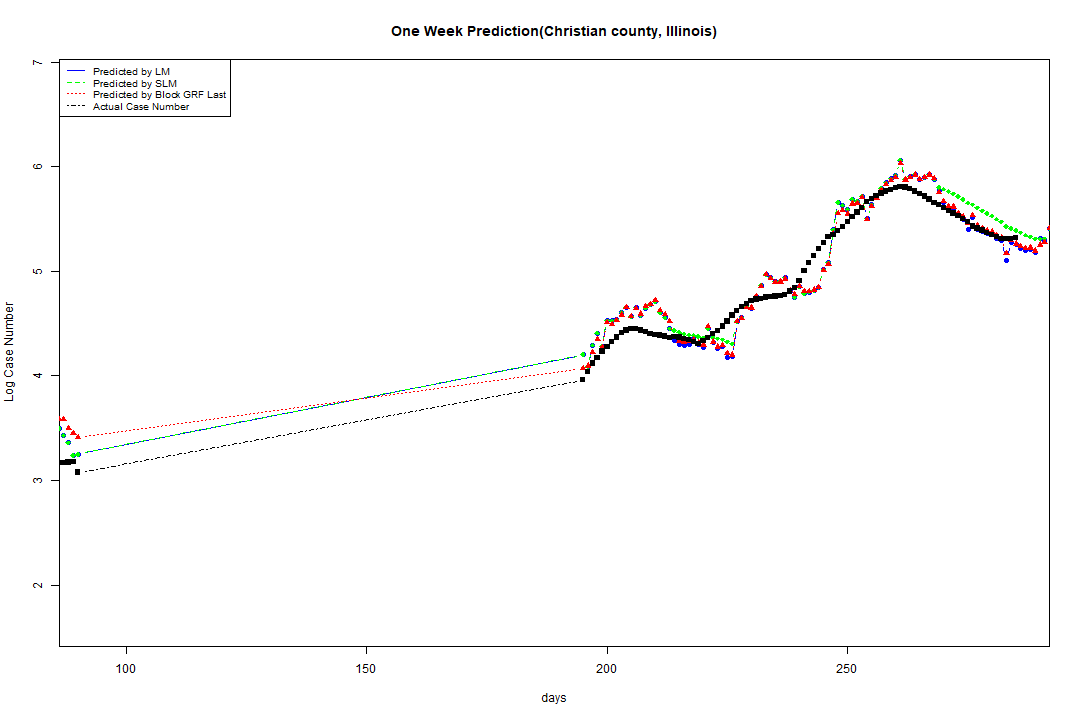 One Week Prediction(Christian county, Illinois)
Predicted by LM
Predicted by SLM
Predicted by Block GRF Last
Actual Case Number
Log Case Number
7
6
5
4
3
2
100
150
200
250
days